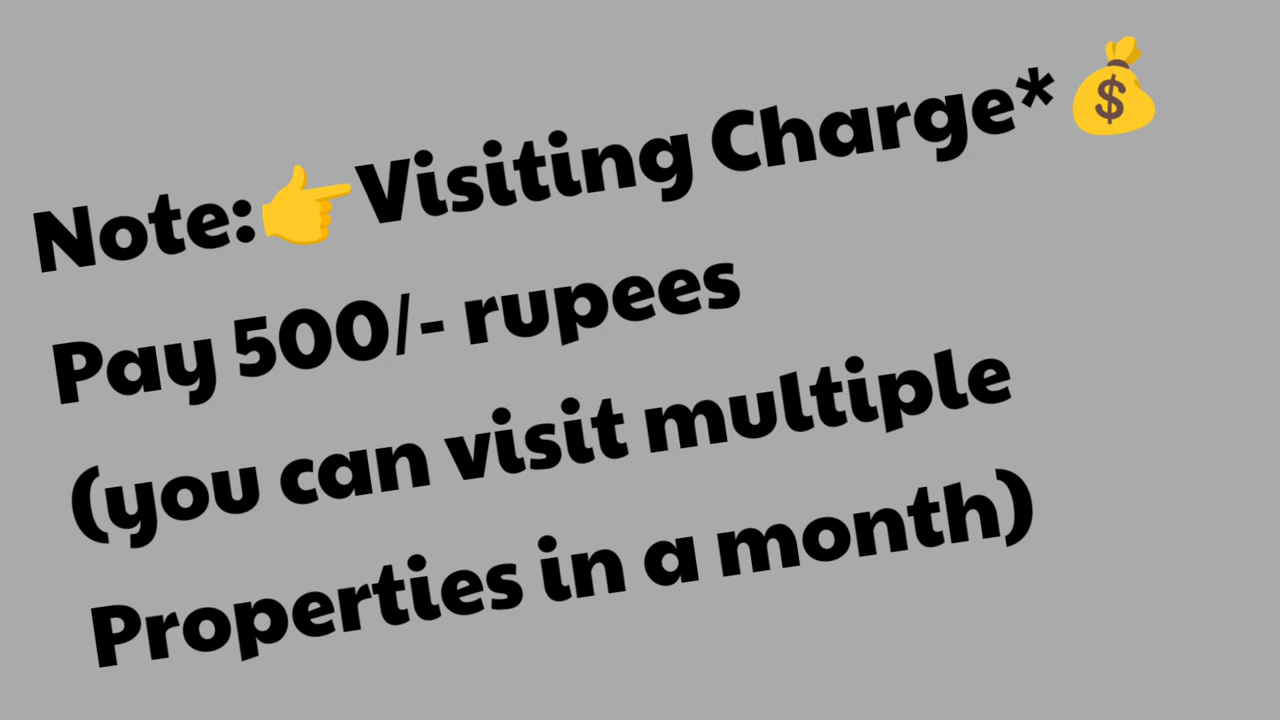 Note:👉Visiting Charge*💰
Pay 500/- rupees
(you can visit multiple
Properties in a month)